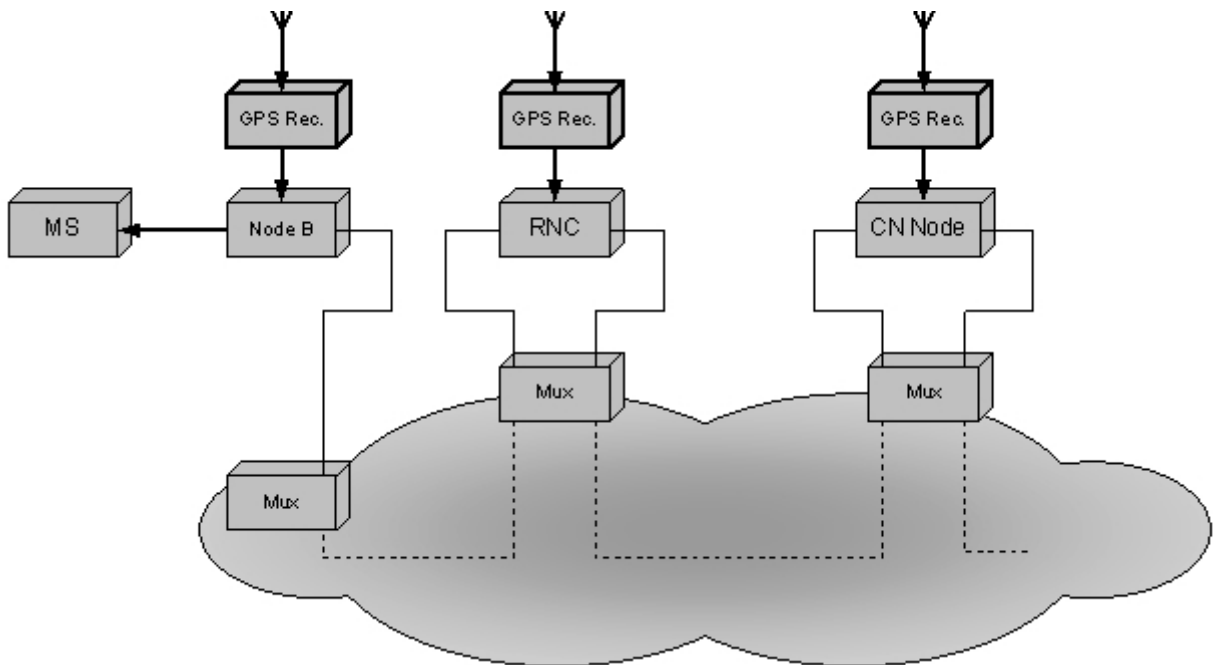 GPS Rec.
GPS Rec.
GPS Rec.
MS
Node B
RNC
CN Node
Mux
Mux
Mux